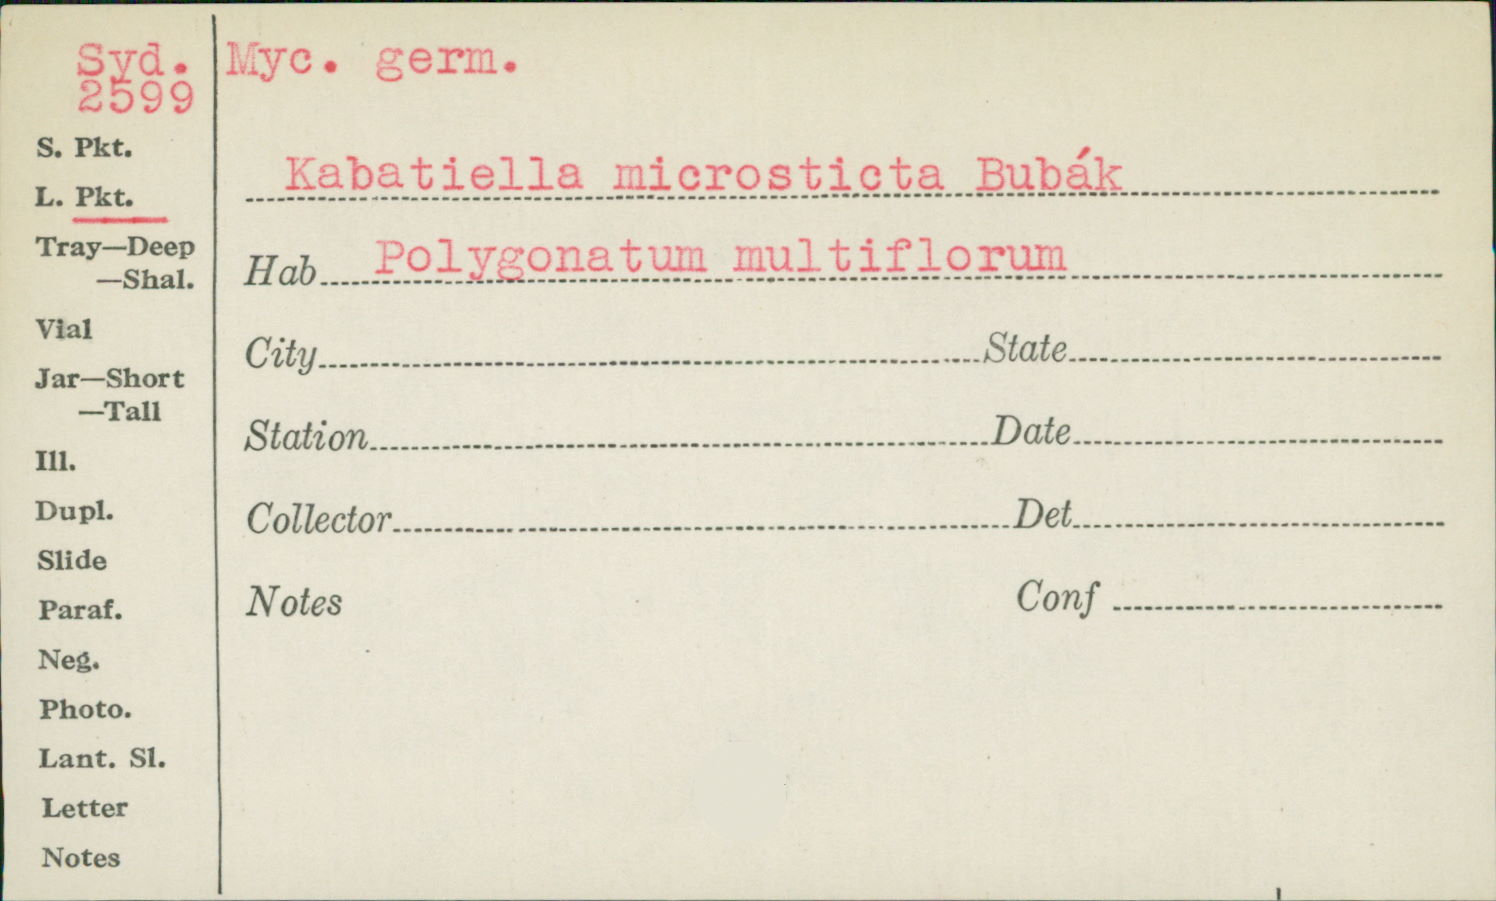 Syd. Myc. germ.
2599
S. Pkt.
L. Pkt.
Tray—Deep
—Shal.
Vial
Jar—Short
—Tall
Ill.
Dupl.
Slide
Paraf.
Neg.
Photo.
Lant. Sl.
Letter
Notes
Kabatiella microsticta Bubák
Hab Polygonatum multiflorum
City State
Station Date
Collector Det
Notes Conf